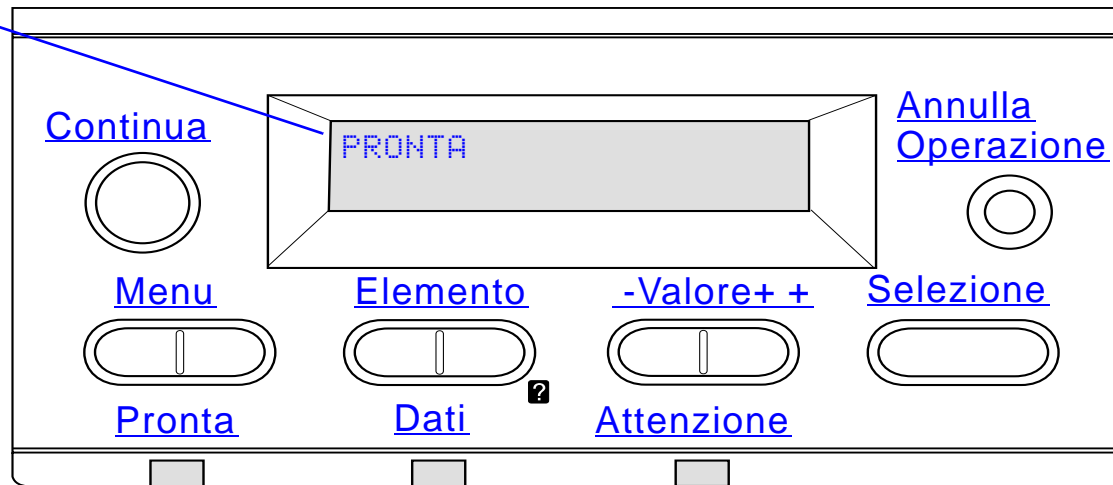 Continua
PRONTA
Annulla
Operazione
Menu
Elemento
-Valore+ +
Selezione
?
Pronta
Dati
Attenzione